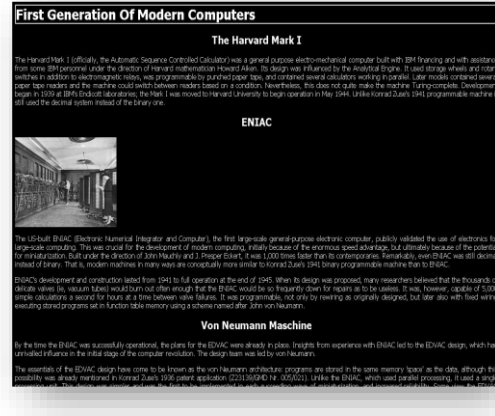 First Generation Of Modern Computers
The Harvard Mark I
The Harvard Mark I (officially, the Automatic Sequence Controlled Calculator) was a general purpose electro-mechanical computer built with IBM financing and with assistanc
from some IBM personnel under the direction of Harvard mathematician Howard Aiken. Its design was influenced by the Analytical Engine. It used storage wheels and rotar
switches in addition to electromagnetic relays, was programmable by punched paper tape, and contained several calculators working in parallel. Later models contained severa
paper tape readers and the machine could switch between readers based on a condition. Nevertheless, this does not quite make the machine Turing-complete. Developmen
began in 1939 at IBM's Endicott laboratories; the Mark I was moved to Harvard University to begin operation in May 1944. Unlike Konrad Zuse's 1941 programmable machine i
still used the decimal system instead of the binary one.
ENIAC
The US-built ENIAC (Electronic Numerical Integrator and Computer), the first large-scale general-purpose electronic computer, publicly validated the use of electronics fo
large-scale computing. This was crucial for the development of modern computing, initially because of the enormous speed advantage, but ultimately because of the potentia
for miniaturization. Built under the direction of John Mauchly and J. Presper Eckert, it was 1,000 times faster than its contemporaries. Remarkably, even ENIAC was still decima
instead of binary. That is, modern machines in many ways are conceptually more similar to Konrad Zuse's 1941 binary programmable machine than to ENIAC.
ENIAC's development and construction lasted from 1941 to full operation at the end of 1945. When its design was proposed, many researchers believed that the thousands o
delicate valves (ie, vacuum tubes) would burn out often enough that the ENIAC would be so frequently down for repairs as to be useless. It was, however, capable of 5,00
simple calculations a second for hours at a time between valve failures. It was programmable, not only by rewiring as originally designed, but later also with fixed wiring
executing stored programs set in function table memory using a scheme named after John von Neumann.
Von Neumann Maschine
By the time the ENIAC was successfully operational, the plans for the EDVAC were already in place. Insights from experience with ENIAC led to the EDVAC design, which had
unrivalled influence in the initial stage of the computer revolution. The design team was led by von Neumann.
The essentials of the EDVAC design have come to be known as the von Neumann architecture: programs are stored in the same memory 'space' as the data, although this
possibility was already mentioned in Konrad Zuse's 1936 patent application (Z23139/GMD Nr. 005/021). Unlike the ENIAC, which used parallel processing, it used a singl